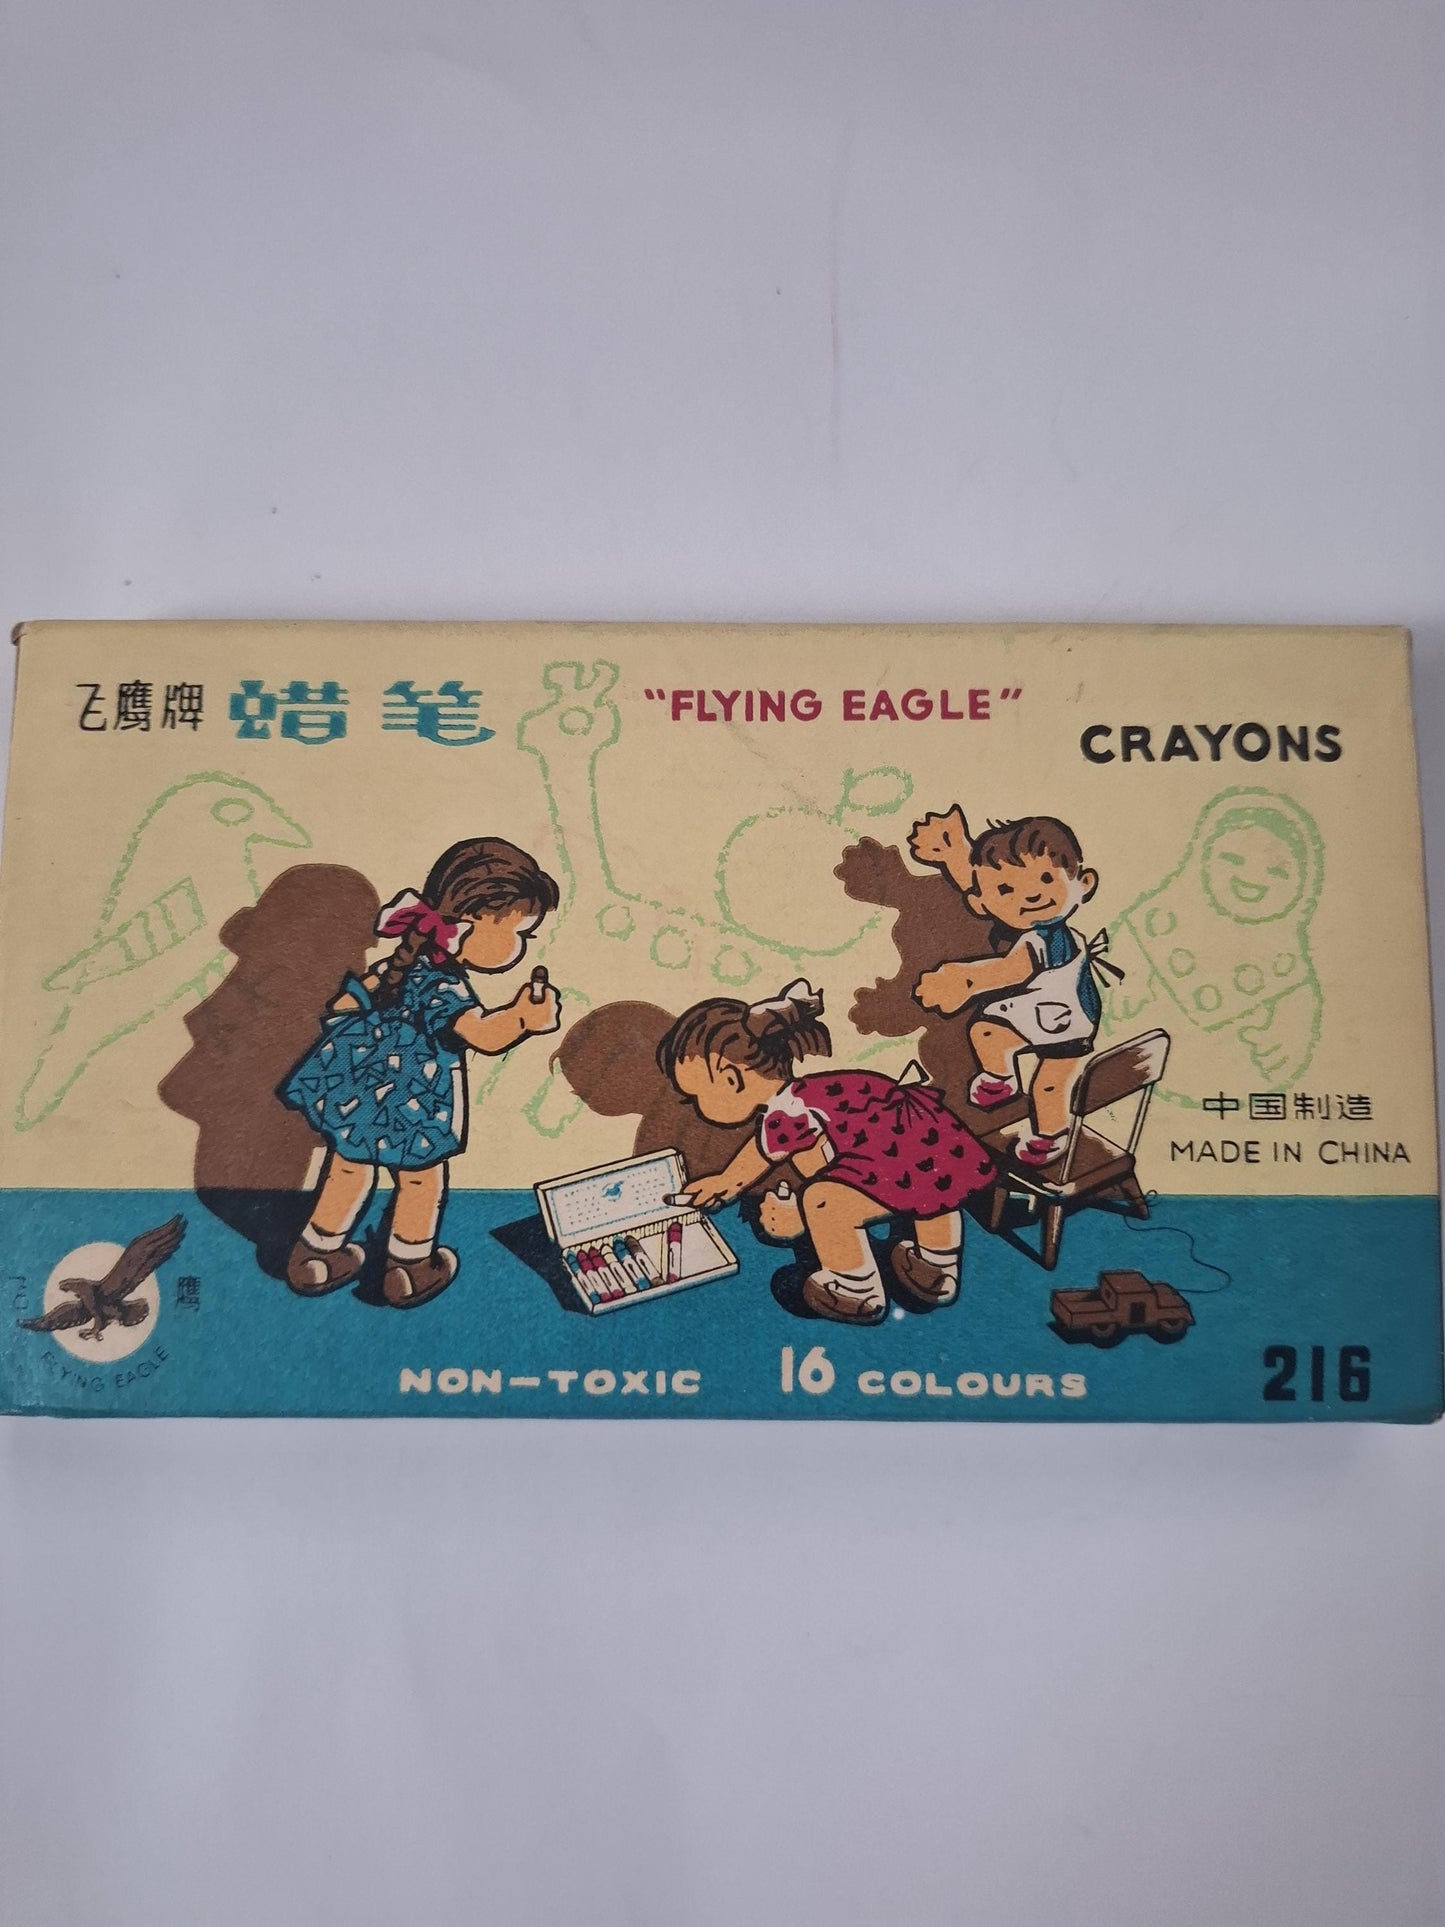 飞鹰牌 蜡笔
"FLYING EAGLE"
CRAYONS
中国制造
MADE IN CHINA
鹰
FLYING EAGLE
NON-TOXIC 16 COLOURS
216